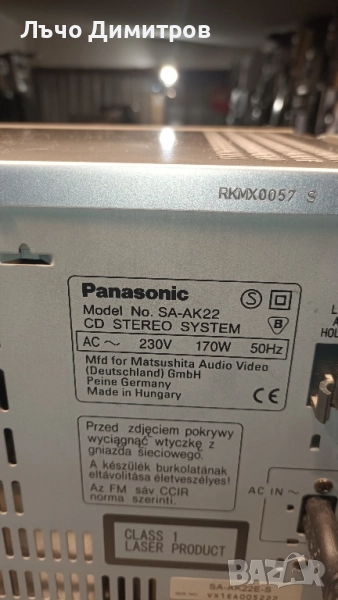 Лъчо Димитров
RKMX0057 S
Panasonic
Model No. SA-AK22
CD STEREO SYSTEM
AC ~ 230V 170W 50Hz
Mfd for Matsushita Audio Video
(Deutschland) GmbH
Peine Germany
Made in Hungary
S
B
CE
Przed zdjęciem pokrywy
wyciągnąć wtyczkę z
gniazda sieciowego.
A készülék burkolatának
eltávolítása életveszélyes!
Az FM sáv CCIR
norma szerinti.
AC IN ~
CLASS 1
LASER PRODUCT
SA-AK22E-S
bazar